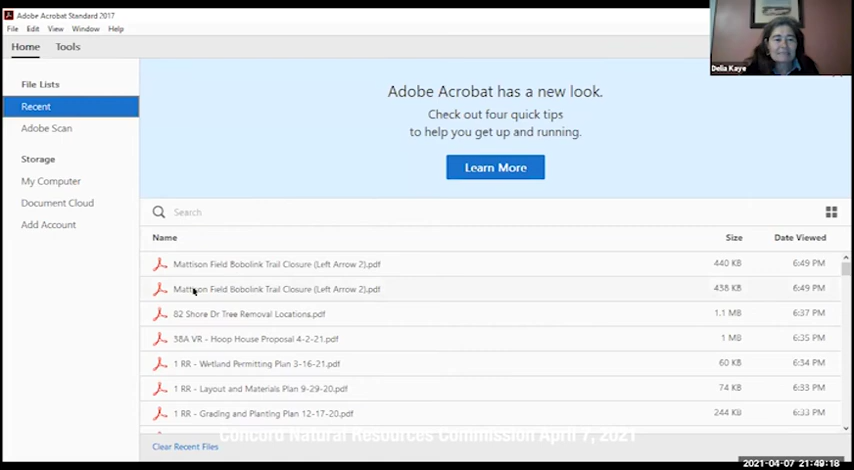 Adobe Acrobat Standard 2017
File Edit View Window Help
Home Tools
File Lists
Recent
Adobe Scan
Storage
My Computer
Document Cloud
Add Account
Adobe Acrobat has a new look.
Check out four quick tips
to help you get up and running.
Learn More
Search
Name Size Date Viewed
Mattison Field Bobolink Trail Closure (Left Arrow 2).pdf 440 KB 6:49 PM
Mattison Field Bobolink Trail Closure (Left Arrow 2).pdf 438 KB 6:49 PM
82 Shore Dr Tree Removal Locations.pdf 1.1 MB 6:37 PM
38A VR - Hoop House Proposal 4-2-21.pdf 1 MB 6:35 PM
1 RR - Wetland Permitting Plan 3-16-21.pdf 60 KB 6:34 PM
1 RR - Layout and Materials Plan 9-29-20.pdf 74 KB 6:33 PM
1 RR - Grading and Planting Plan 12-17-20.pdf 244 KB 6:33 PM
Concord Natural Resources Commission April 7, 2021
Clear Recent Files
Delia Kaye
2021-04-07 21:49:18